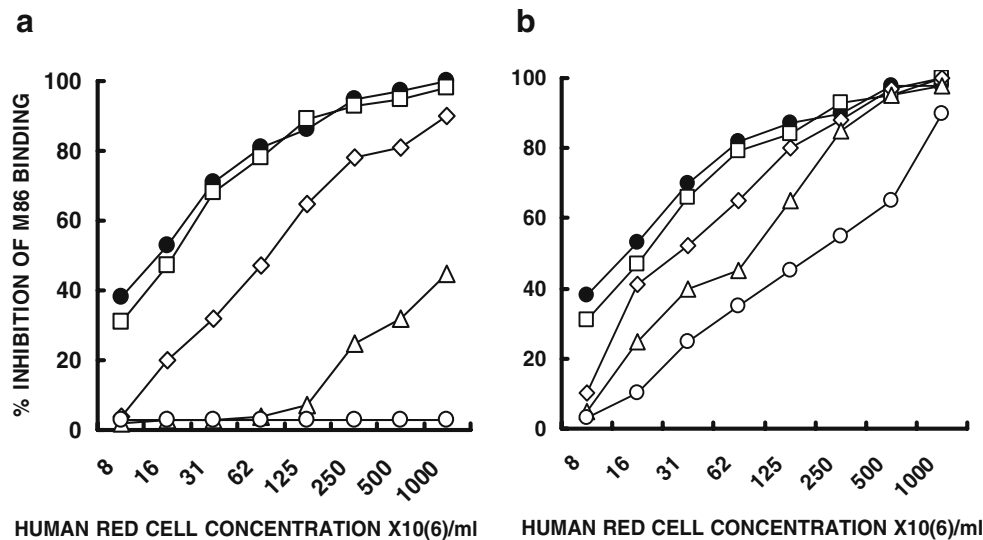 a
b
% INHIBITION OF M86 BINDING
100
80
60
40
20
0
8 16 31 62 125 250 500 1000
HUMAN RED CELL CONCENTRATION X10(6)/ml
100
80
60
40
20
0
8 16 31 62 125 250 500 1000
HUMAN RED CELL CONCENTRATION X10(6)/ml